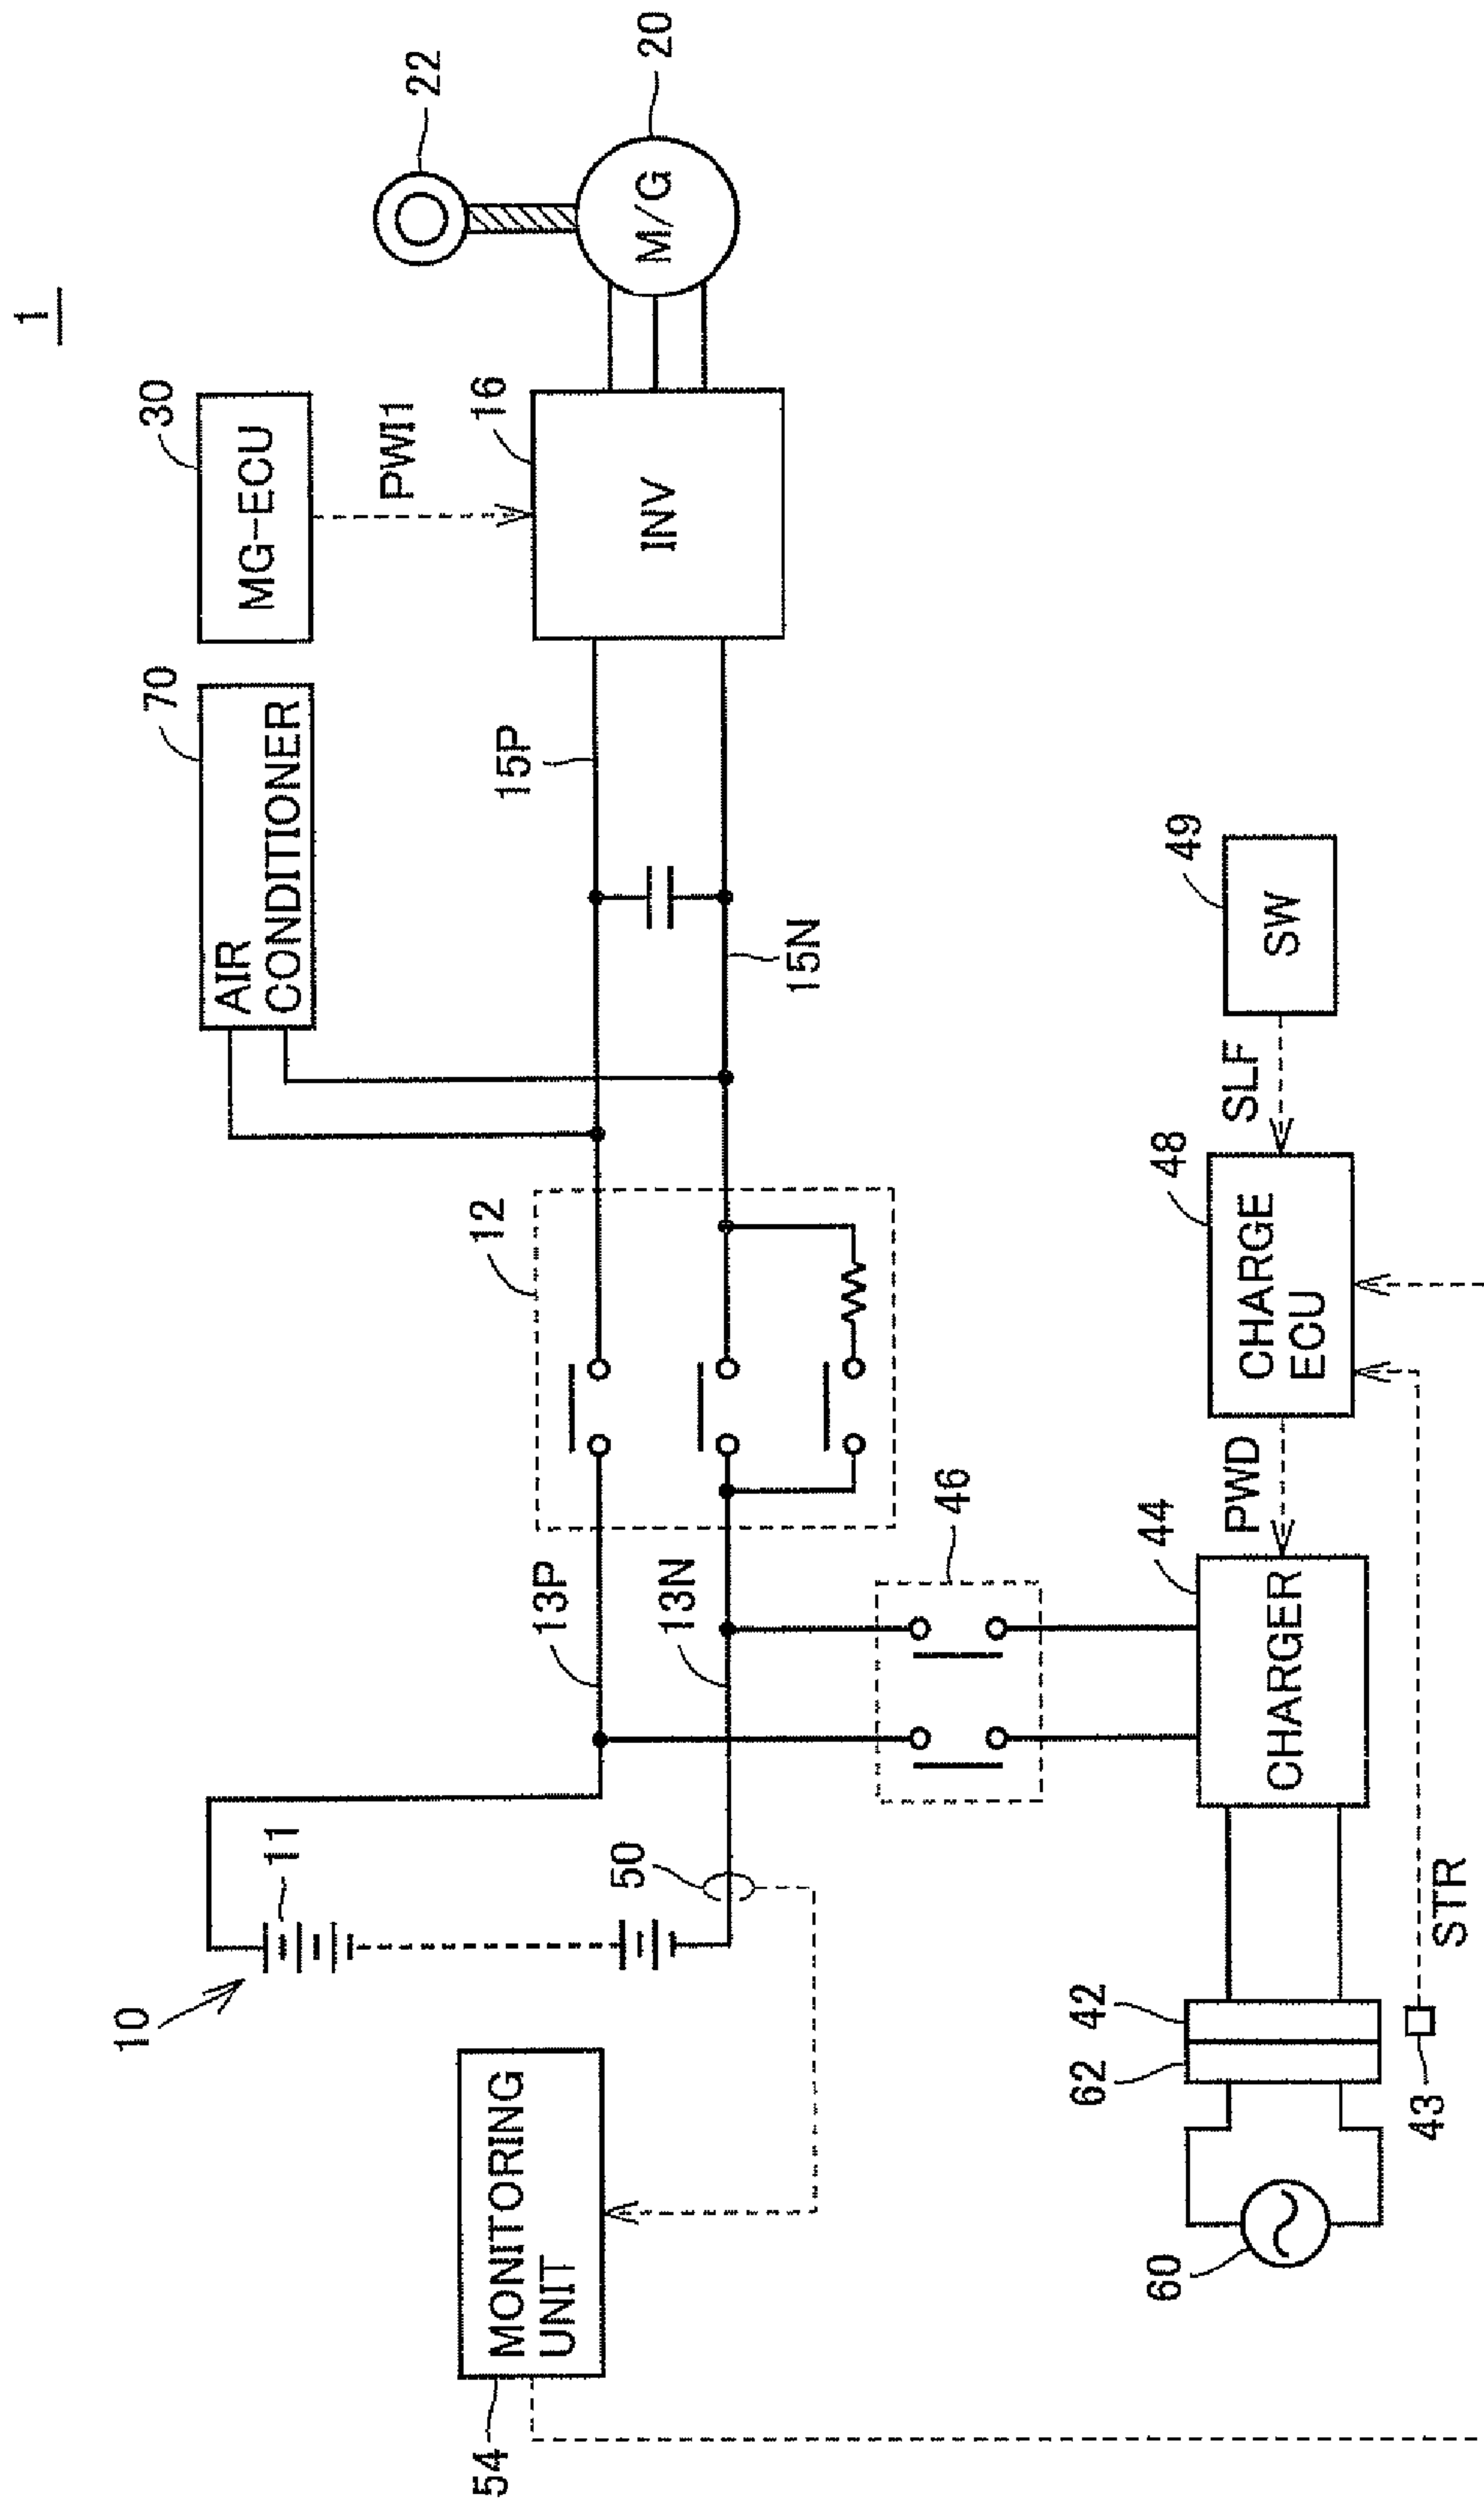 1
30
MG-ECU
PWI1
16
INV
22
20
M/G
70
AIR
CONDITIONER
15P
15N
12
13P
13N
46
10
11
50
MONITORING
UNIT
54
49
SW
SLF
48
CHARGE
ECU
PWD
44
CHARGER
STR
42
62
43
60